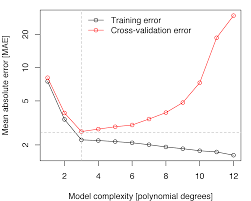 Training error
Cross-validation error
Mean absolute error [MAE]
20
10
5
2
2
4
6
8
10
12
Model complexity [polynomial degrees]